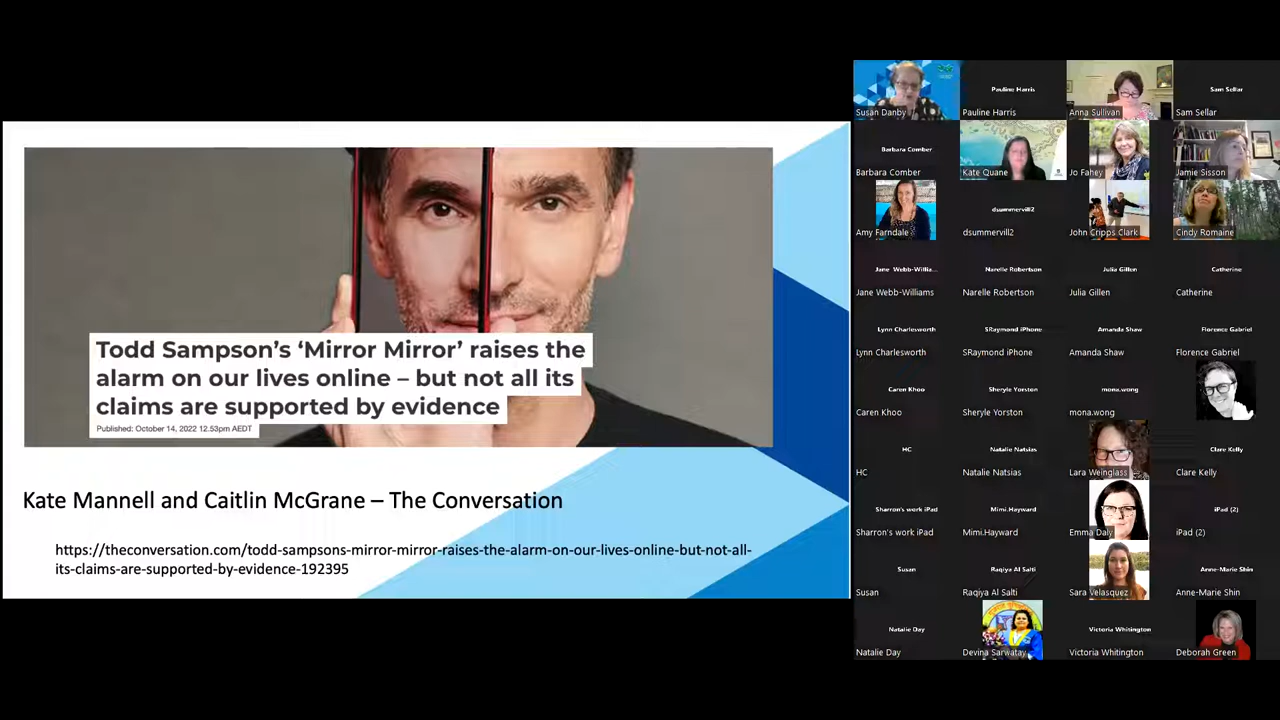 Todd Sampson's ‘Mirror Mirror’ raises the
alarm on our lives online – but not all its
claims are supported by evidence
Published: October 14, 2022 12.53pm AEDT
Kate Mannell and Caitlin McGrane – The Conversation
https://theconversation.com/todd-sampsons-mirror-mirror-raises-the-alarm-on-our-lives-online-but-not-all-
its-claims-are-supported-by-evidence-192395
Susan Danby
Pauline Harris
Pauline Harris
Anna Sullivan
Sam Sellar
Sam Sellar
Barbara Comber
Barbara Comber
Kate Quane
Jo Fahey
Jamie Sisson
Amy Farndale
dsummervill2
dsummervill2
John Cripps Clark
Cindy Romaine
Jane Webb-Willia...
Jane Webb-Williams
Narelle Robertson
Narelle Robertson
Julia Gillen
Julia Gillen
Catherine
Catherine
Lynn Charlesworth
Lynn Charlesworth
SRaymond iPhone
SRaymond iPhone
Amanda Shaw
Amanda Shaw
Florence Gabriel
Florence Gabriel
Caren Khoo
Caren Khoo
Sheryle Yorston
Sheryle Yorston
mona.wong
mona.wong
HC
HC
Natalie Natsias
Natalie Natsias
Lara Weinglass
Clare Kelly
Clare Kelly
Sharron's work iPad
Sharron's work iPad
Mimi.Hayward
Mimi.Hayward
Emma Daly
iPad (2)
iPad (2)
Susan
Susan
Raqiya Al Salti
Raqiya Al Salti
Sara Velasquez
Anne-Marie Shin
Anne-Marie Shin
Natalie Day
Natalie Day
Devina Sarwatay
Victoria Whitington
Victoria Whitington
Deborah Green